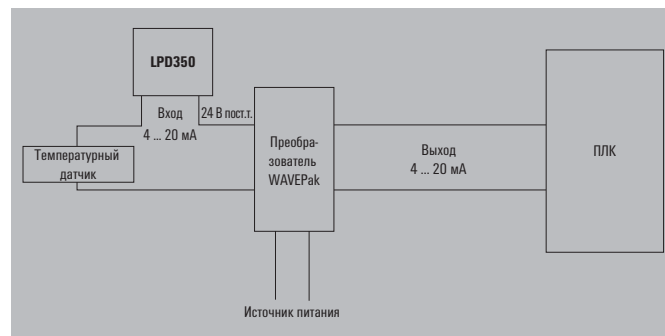 LPD350
Вход
4 ... 20 мА
24 В пост.т.
Температурный
датчик
Преобра-
зователь
WAVEPak
Выход
4 ... 20 мА
ПЛК
Источник питания